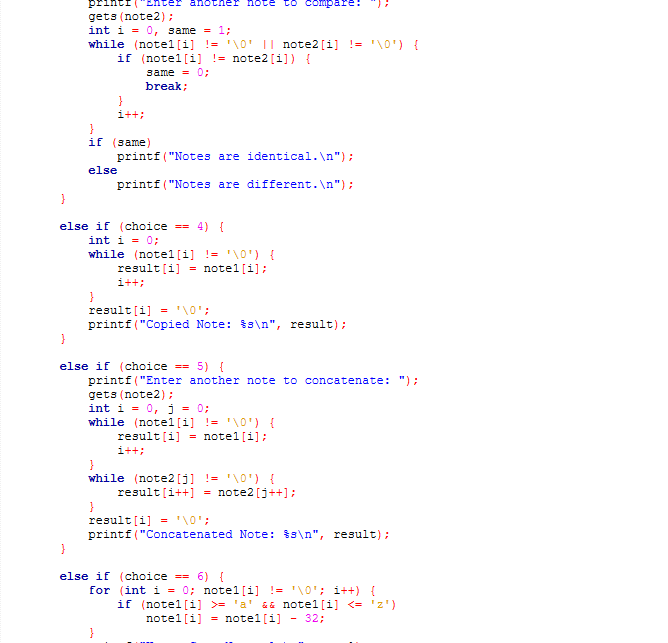 printf("Enter another note to compare: ");
gets(note2);
int i = 0, same = 1;
while (note1[i] != '\0' || note2[i] != '\0') {
if (note1[i] != note2[i]) {
same = 0;
break;
}
i++;
}
if (same)
printf("Notes are identical.\n");
else
printf("Notes are different.\n");
}
else if (choice == 4) {
int i = 0;
while (note1[i] != '\0') {
result[i] = note1[i];
i++;
}
result[i] = '\0';
printf("Copied Note: %s\n", result);
}
else if (choice == 5) {
printf("Enter another note to concatenate: ");
gets(note2);
int i = 0, j = 0;
while (note1[i] != '\0') {
result[i] = note1[i];
i++;
}
while (note2[j] != '\0') {
result[i++] = note2[j++];
}
result[i] = '\0';
printf("Concatenated Note: %s\n", result);
}
else if (choice == 6) {
for (int i = 0; note1[i] != '\0'; i++) {
if (note1[i] >= 'a' && note1[i] <= 'z')
note1[i] = note1[i] - 32;
}